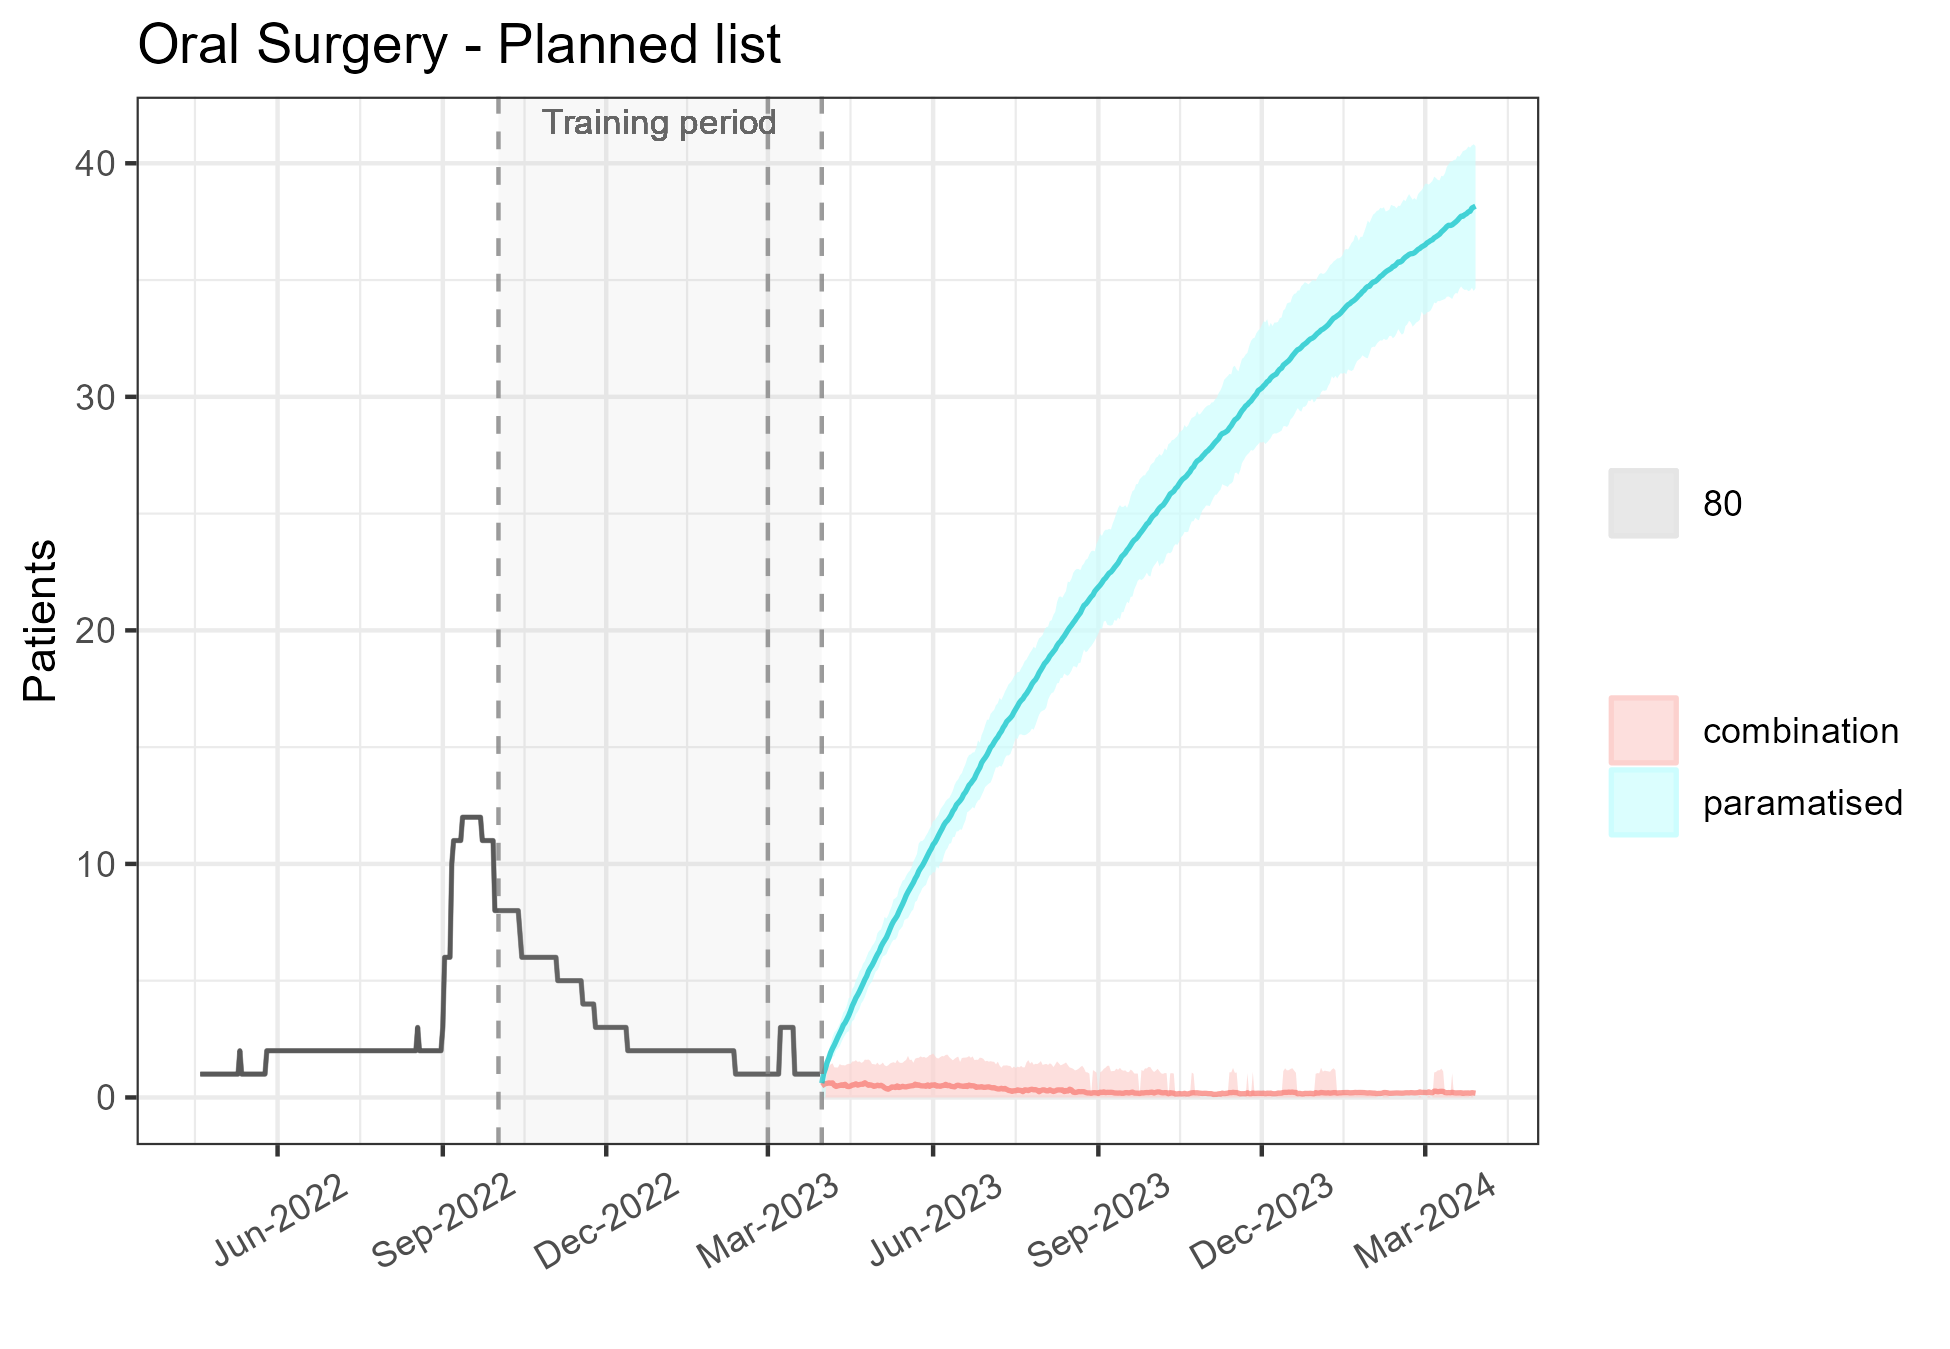 Oral Surgery - Planned list
Training period
40
30
20
10
0
Patients
Jun-2022
Sep-2022
Dec-2022
Mar-2023
Jun-2023
Sep-2023
Dec-2023
Mar-2024
80
combination
paramatised